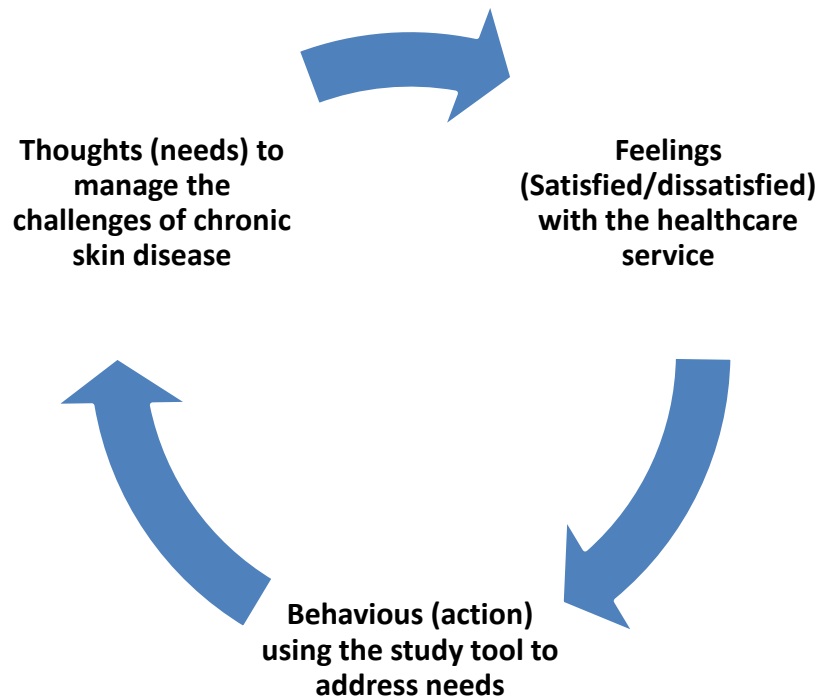 Thoughts (needs) to
manage the
challenges of chronic
skin disease
Feelings
(Satisfied/dissatisfied)
with the healthcare
service
Behavious (action)
using the study tool to
address needs